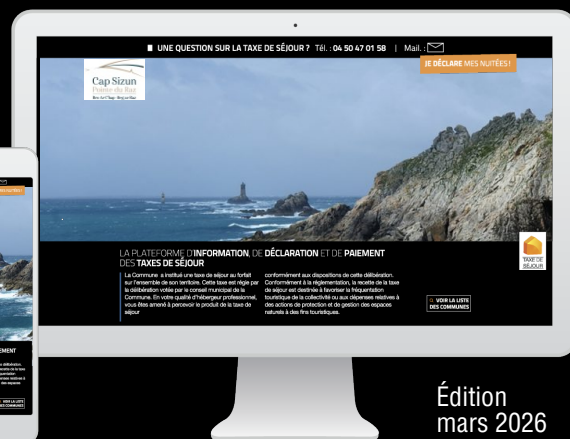 UNE QUESTION SUR LA TAXE DE SÉJOUR ? Tél. : 04 50 47 01 58 | Mail. :
JE DÉCLARE MES NUITÉES !
Cap Sizun
Pointe du Raz
LA PLATEFORME D'INFORMATION, DE DÉCLARATION ET DE PAIEMENT
DES TAXES DE SÉJOUR
La Commune a institué une taxe de séjour au forfait
sur l'ensemble de son territoire. Cette taxe est régie par
la délibération votée par le conseil municipal de la
Commune. En votre qualité d'hébergeur professionnel,
vous êtes amené à percevoir le produit de la taxe de
séjour
conformément aux dispositions de cette délibération.
Conformément à la réglementation, la recette de la taxe
de séjour est destinée à favoriser la fréquentation
touristique de la collectivité ou aux dépenses relatives à
des actions de protection et de gestion des espaces
naturels à des fins touristiques.
TAXE DE
SÉJOUR
VOIR LA LISTE
DES COMMUNES
Édition
mars 2026